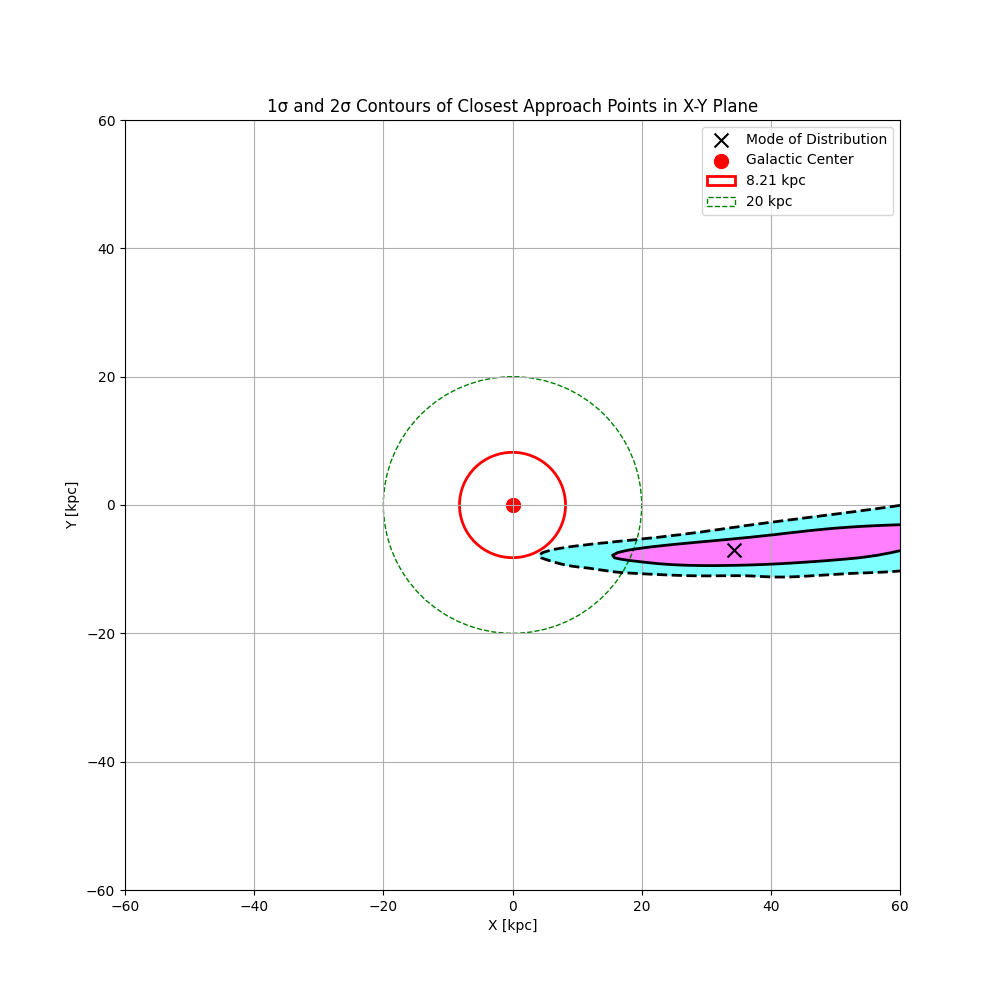 1σ and 2σ Contours of Closest Approach Points in X-Y Plane
Mode of Distribution
Galactic Center
8.21 kpc
20 kpc
60
40
20
0
−20
−40
−60
Y [kpc]
−60 −40 −20 0 20 40 60
X [kpc]